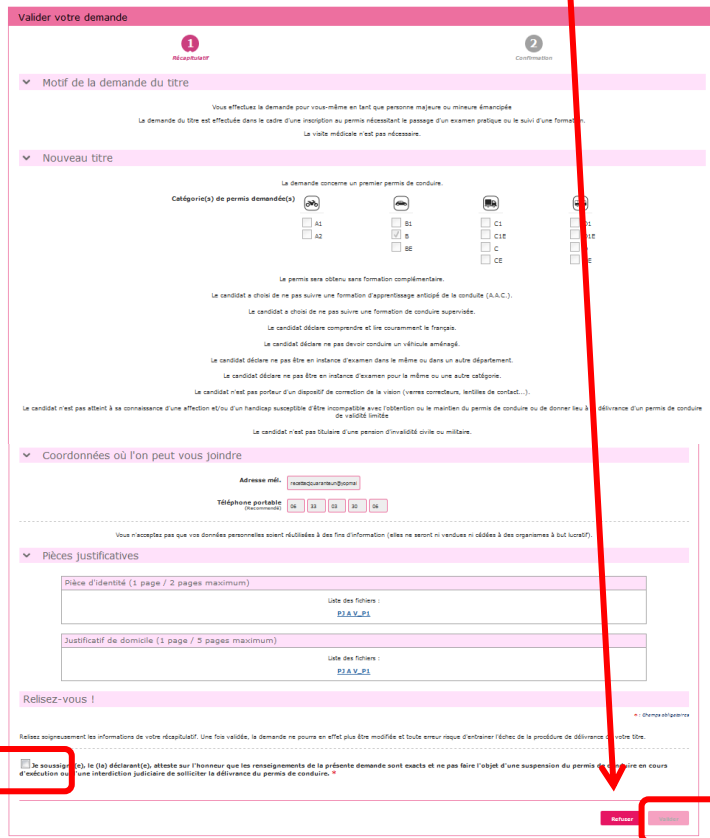 Valider votre demande
1 2
Récapitulatif Confirmation
Motif de la demande du titre
Vous effectuez la demande pour vous-même en tant que personne majeure ou mineure émancipée
La demande du titre est effectuée dans le cadre d'une inscription au permis nécessitant le passage d'un examen pratique ou le suivi d'une formation.
La visite médicale n'est pas nécessaire.
Nouveau titre
La demande concerne un premier permis de conduire.
Catégorie(s) de permis demandée(s)
A1 B1 C1
A2 B C1E
BE C
CE
Le permis sera obtenu sans formation complémentaire.
Le candidat a choisi de ne pas suivre une formation d'apprentissage anticipé de la conduite (A.A.C.).
Le candidat a choisi de ne pas suivre une formation de conduire supervisée.
Le candidat déclare comprendre et lire couramment le français.
Le candidat déclare ne pas devoir conduire un véhicule aménagé.
Le candidat déclare ne pas être en instance d'examen dans le même ou dans un autre département.
Le candidat déclare ne pas être en instance d'examen pour la même ou une autre catégorie.
Le candidat n'est pas porteur d'un dispositif de correction de la vision (verres correcteurs, lentilles de contact...).
Le candidat n'est pas atteint à sa connaissance d'une affection et/ou d'un handicap susceptible d'être incompatible avec l'obtention ou le maintien du permis de conduire ou de donner lieu à délivrance d'un permis de conduire
de validité limitée
Le candidat n'est pas titulaire d'une pension d'invalidité civile ou militaire.
Coordonnées où l'on peut vous joindre
Adresse mél.
Téléphone portable 06 33 03 30 06
(Recommandé)
Vous n'acceptez pas que vos données personnelles soient réutilisées à des fins d'information (elles ne seront ni vendues ni cédées à des organismes à but lucratif).
Pièces justificatives
Pièce d'identité (1 page / 2 pages maximum)
Liste des fichiers :
PJ A V_P1
Justificatif de domicile (1 page / 5 pages maximum)
Liste des fichiers :
PJ A V_P1
Relisez-vous !
* : Champs obligatoires
Relisez soigneusement les informations de votre récapitulatif. Une fois validée, la demande ne pourra en effet plus être modifiée et toute erreur risque d'entrainer l'échec de la procédure de délivrance de votre titre.
Je soussigné(e), le (la) déclarant(e), atteste sur l'honneur que les renseignements de la présente demande sont exacts et ne pas faire l'objet d'une suspension du permis de conduire en cours
d'exécution ou d'une interdiction judiciaire de solliciter la délivrance du permis de conduire. *
Refuser Valider